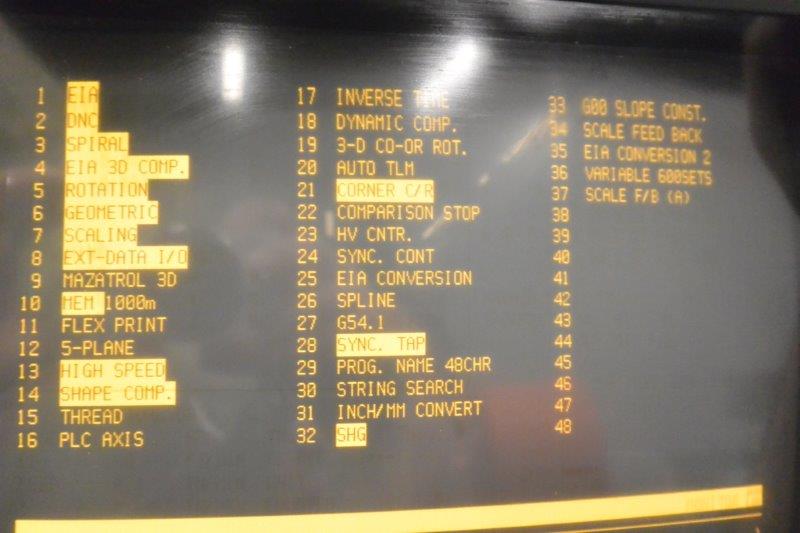 1 EIA
2 DNC
3 SPIRAL
4 EIA 3D COMP.
5 ROTATION
6 GEOMETRIC
7 SCALING
8 EXT-DATA I/O
9 MAZATROL 3D
10 MEM 1000m
11 FLEX PRINT
12 5-PLANE
13 HIGH SPEED
14 SHAPE COMP.
15 THREAD
16 PLC AXIS
17 INVERSE TIME
18 DYNAMIC COMP.
19 3-D CO-OR ROT.
20 AUTO TLM
21 CORNER C/R
22 COMPARISON STOP
23 HV CNTR.
24 SYNC. CONT
25 EIA CONVERSION
26 SPLINE
27 G54.1
28 SYNC. TAP
29 PROG. NAME 48CHR
30 STRING SEARCH
31 INCH/MM CONVERT
32 SHG
33 G00 SLOPE CONST.
34 SCALE FEED BACK
35 EIA CONVERSION 2
36 VARIABLE 600SETS
37 SCALE F/B (A)
38
39
40
41
42
43
44
45
46
47
48